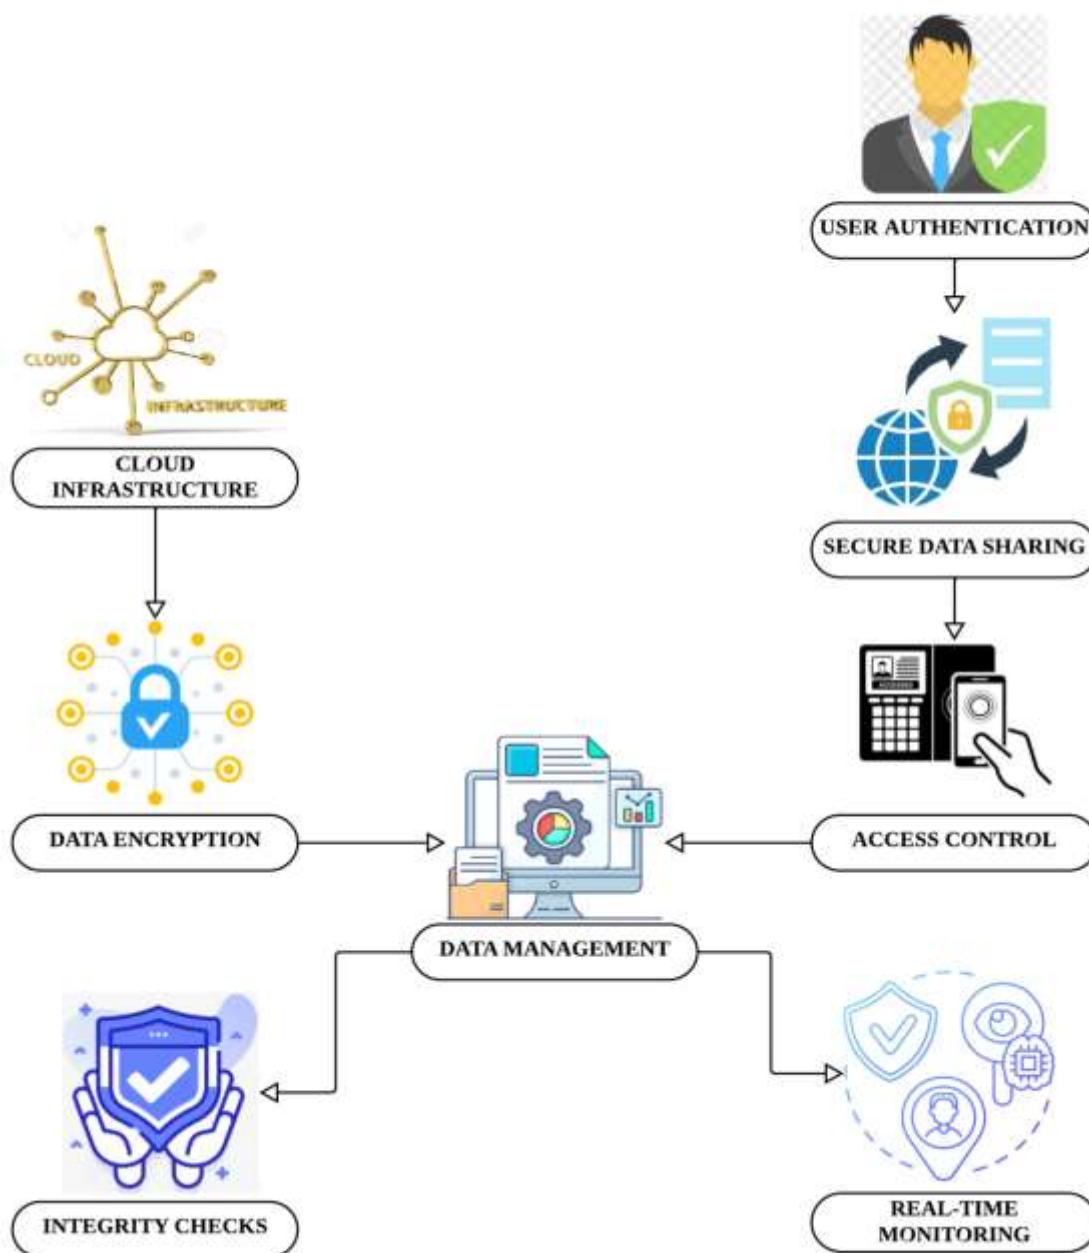 USER AUTHENTICATION
CLOUD
INFRASTRUCTURE
CLOUD
INFRASTRUCTURE
SECURE DATA SHARING
DATA ENCRYPTION
ACCESS CONTROL
DATA MANAGEMENT
INTEGRITY CHECKS
REAL-TIME
MONITORING